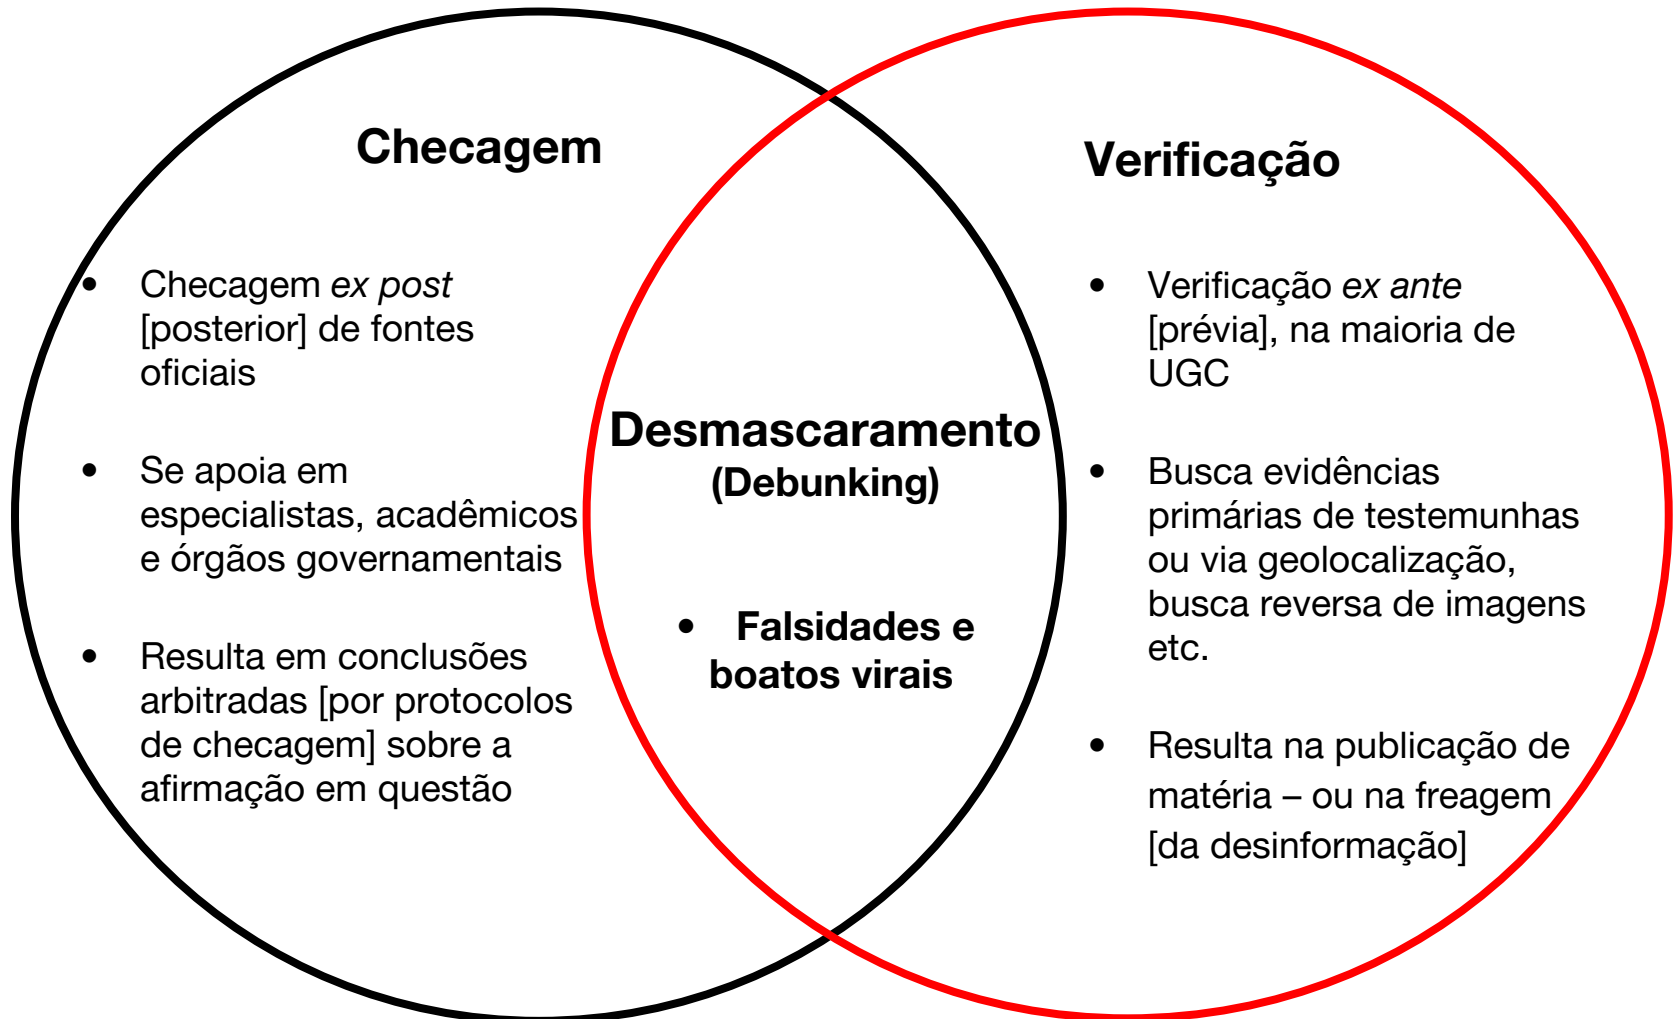 Checagem
• Checagem ex post
[posterior] de fontes
oficiais
• Se apoia em
especialistas, acadêmicos
e órgãos governamentais
• Resulta em conclusões
arbitradas [por protocolos
de checagem] sobre a
afirmação em questão
Desmascaramento
(Debunking)
• Falsidades e
boatos virais
Verificação
• Verificação ex ante
[prévia], na maioria de
UGC
• Busca evidências
primárias de testemunhas
ou via geolocalização,
busca reversa de imagens
etc.
• Resulta na publicação de
matéria – ou na freagem
[da desinformação]